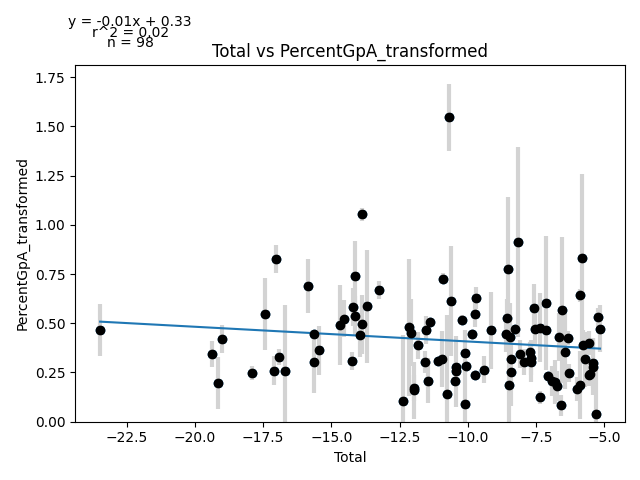 y = -0.01x + 0.33
r^2 = 0.02
n = 98
Total vs PercentGpA_transformed
PercentGpA_transformed
1.75
1.50
1.25
1.00
0.75
0.50
0.25
0.00
−22.5
−20.0
−17.5
−15.0
−12.5
−10.0
−7.5
−5.0
Total